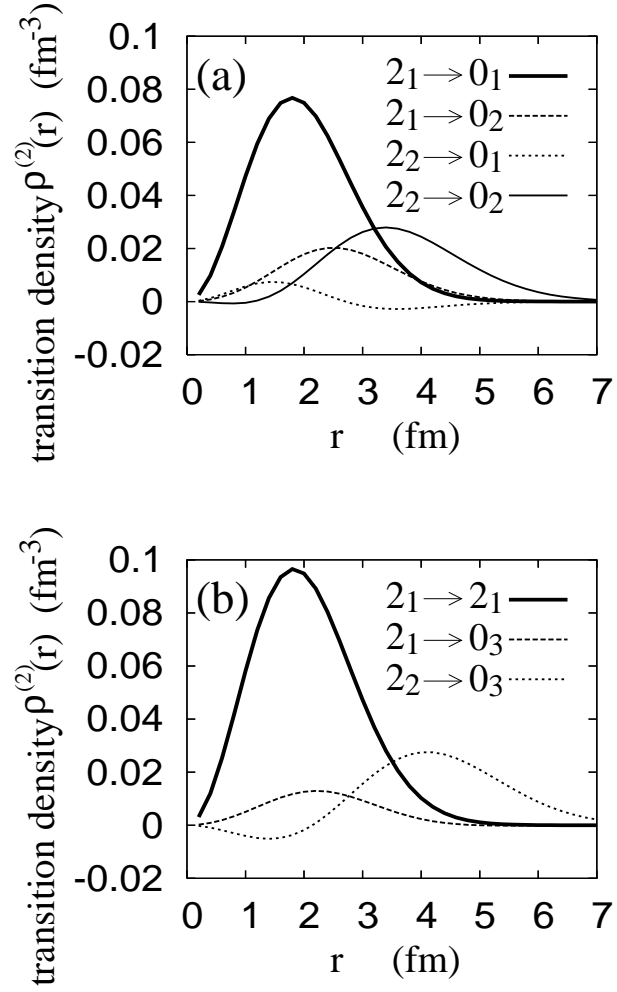 transition density ρ⁽²⁾(r) (fm⁻³)
0.1
0.08
0.06
0.04
0.02
0
-0.02
(a)
2₁→0₁
2₁→0₂
2₂→0₁
2₂→0₂
0 1 2 3 4 5 6 7
r (fm)
transition density ρ⁽²⁾(r) (fm⁻³)
0.1
0.08
0.06
0.04
0.02
0
-0.02
(b)
2₁→2₁
2₁→0₃
2₂→0₃
0 1 2 3 4 5 6 7
r (fm)